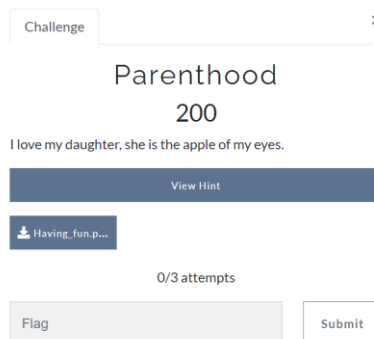 Challenge
Parenthood
200
I love my daughter, she is the apple of my eyes.
View Hint
Having_fun.p...
0/3 attempts
Flag
Submit